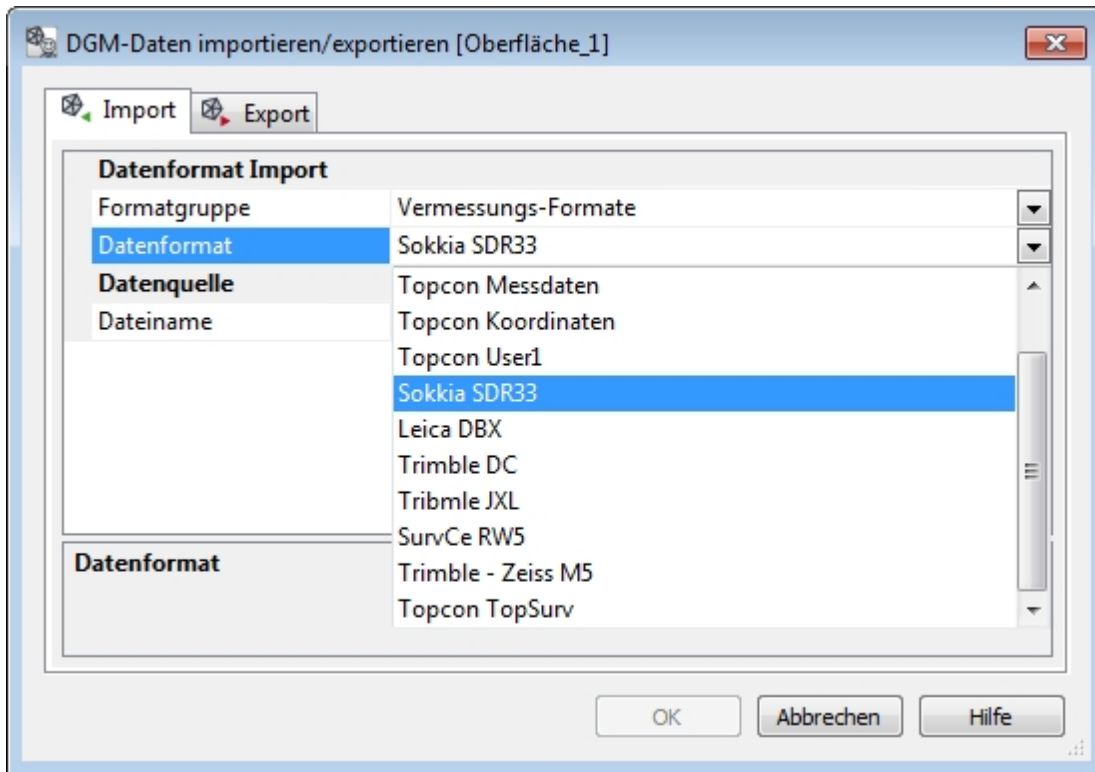 DGM-Daten importieren/exportieren [Oberfläche_1]
Import Export
Datenformat Import
Formatgruppe Vermessungs-Formate
Datenformat Sokkia SDR33
Datenquelle Topcon Messdaten
Dateiname Topcon Koordinaten
Topcon User1
Sokkia SDR33
Leica DBX
Trimble DC
Tribmle JXL
SurvCe RW5
Datenformat
Trimble - Zeiss M5
Topcon TopSurv
OK Abbrechen Hilfe